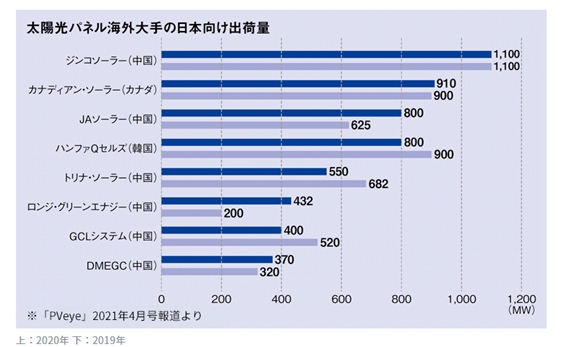 太陽光パネル海外大手の日本向け出荷量
ジンコソーラー(中国) 1,100
1,100
カナディアン・ソーラー(カナダ) 910
900
JAソーラー(中国) 800
625
ハンファQセルズ(韓国) 800
900
トリナ・ソーラー(中国) 550
682
ロンジ・グリーンエナジー(中国) 432
200
GCLシステム(中国) 400
520
DMEGC(中国) 370
320
0 200 400 600 800 1,000 1,200
(MW)
※「PVeye」2021年4月号報道より
上:2020年 下:2019年